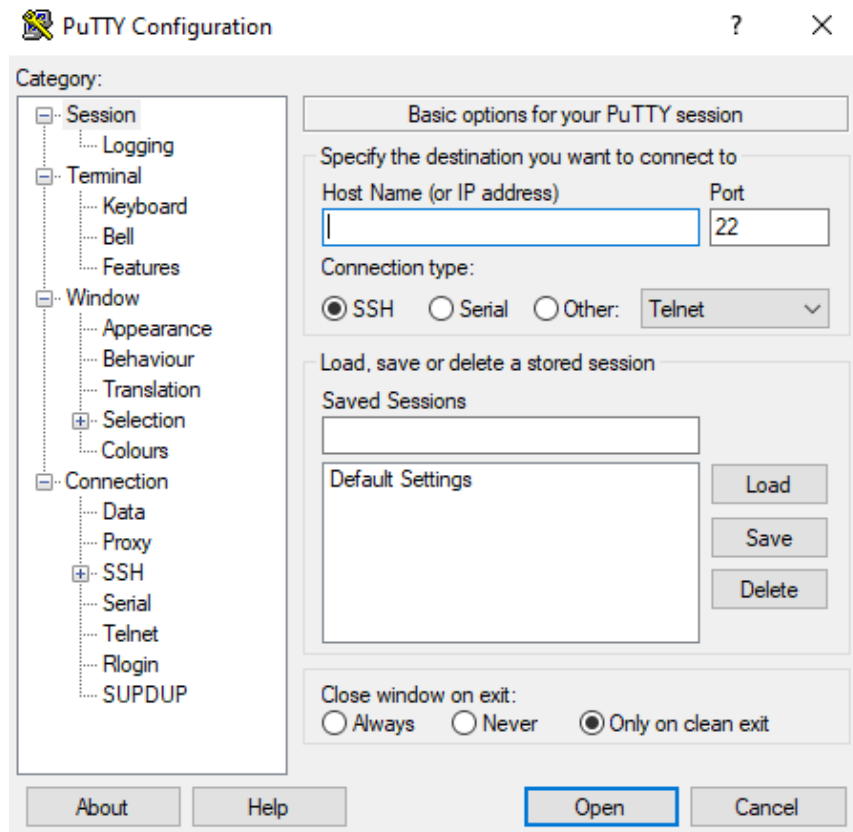 PuTTY Configuration
?
Category:
Session
Logging
Terminal
Keyboard
Bell
Features
Window
Appearance
Behaviour
Translation
Selection
Colours
Connection
Data
Proxy
SSH
Serial
Telnet
Rlogin
SUPDUP
Basic options for your PuTTY session
Specify the destination you want to connect to
Host Name (or IP address) Port
22
Connection type:
SSH Serial Other: Telnet
Load, save or delete a stored session
Saved Sessions
Default Settings
Load
Save
Delete
Close window on exit:
Always Never Only on clean exit
About Help Open Cancel